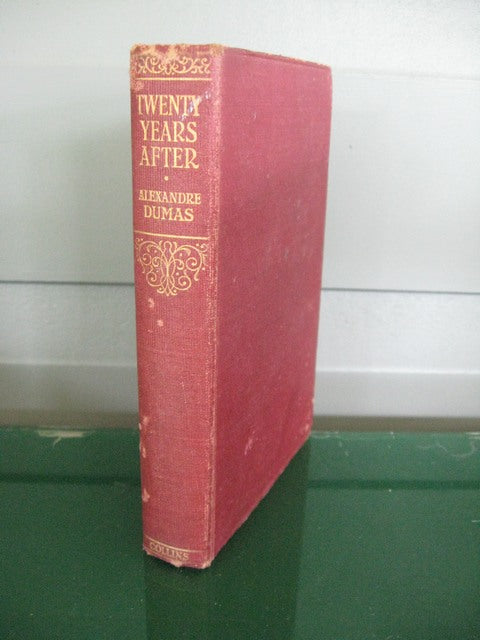 TWENTY
YEARS
AFTER
·
ALEXANDRE
DUMAS
COLLINS